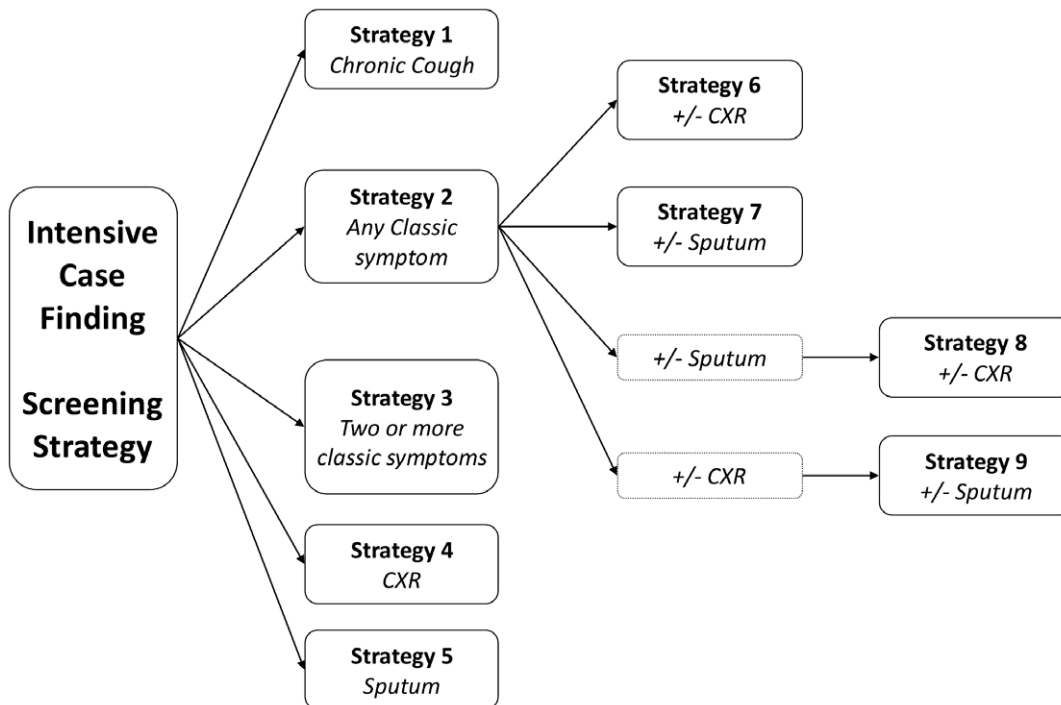 Intensive
Case
Finding
Screening
Strategy
Strategy 1
Chronic Cough
Strategy 2
Any Classic
symptom
Strategy 3
Two or more
classic symptoms
Strategy 4
CXR
Strategy 5
Sputum
Strategy 6
+/- CXR
Strategy 7
+/- Sputum
+/- Sputum
Strategy 8
+/- CXR
+/- CXR
Strategy 9
+/- Sputum